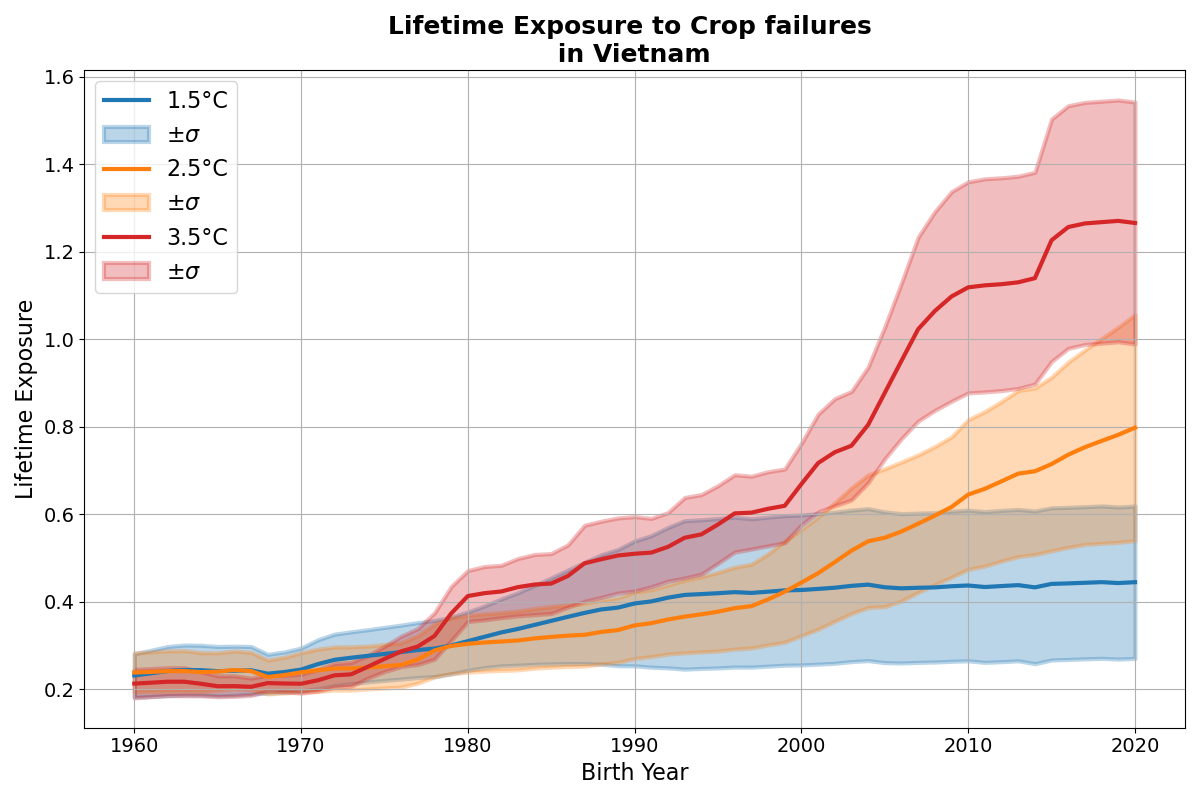 Lifetime Exposure to Crop failures
in Vietnam
1.6
1.4
1.2
1.0
0.8
0.6
0.4
0.2
Lifetime Exposure
1.5°C
±σ
2.5°C
±σ
3.5°C
±σ
1960 1970 1980 1990 2000 2010 2020
Birth Year